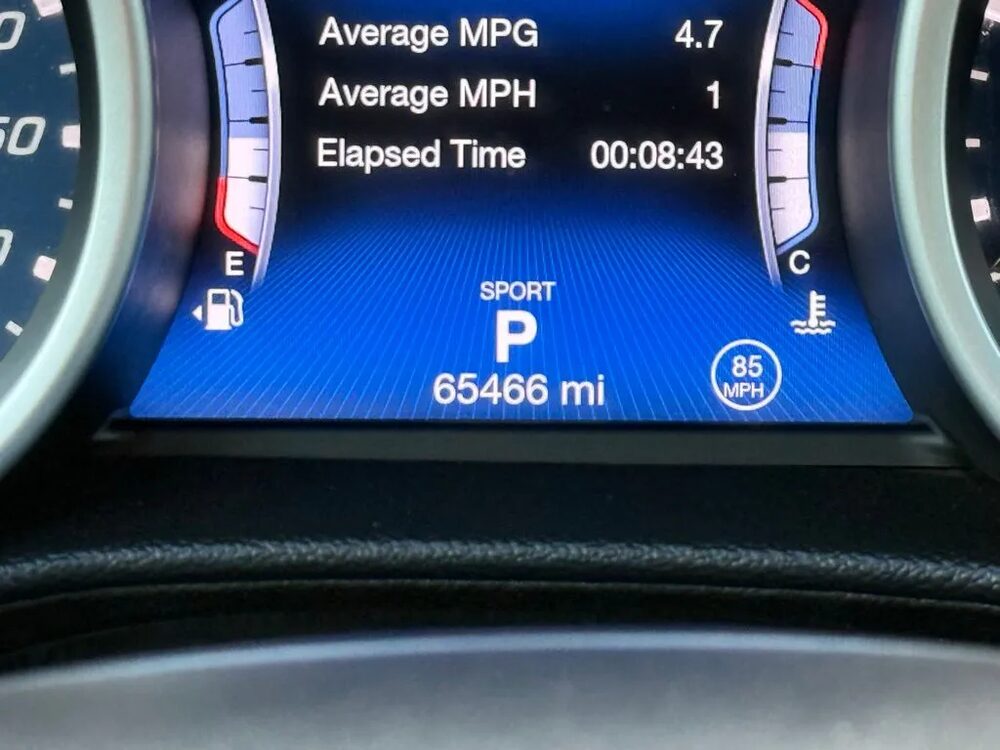 Average MPG 4.7
Average MPH 1
Elapsed Time 00:08:43
E
C
SPORT
P
65466 mi
85
MPH